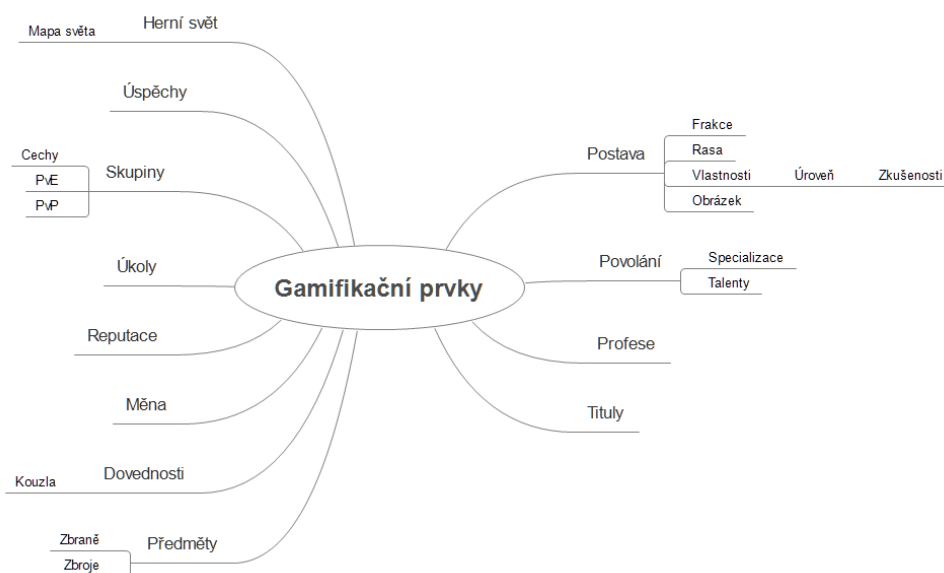 Herní svět
Mapa světa
Úspěchy
Skupiny
Cechy
PvE
PvP
Úkoly
Reputace
Měna
Dovednosti
Kouzla
Předměty
Zbraně
Zbroje
Gamifikační prvky
Postava
Frakce
Rasa
Vlastnosti Úroveň Zkušenosti
Obrázek
Povolání
Specializace
Talenty
Profese
Tituly